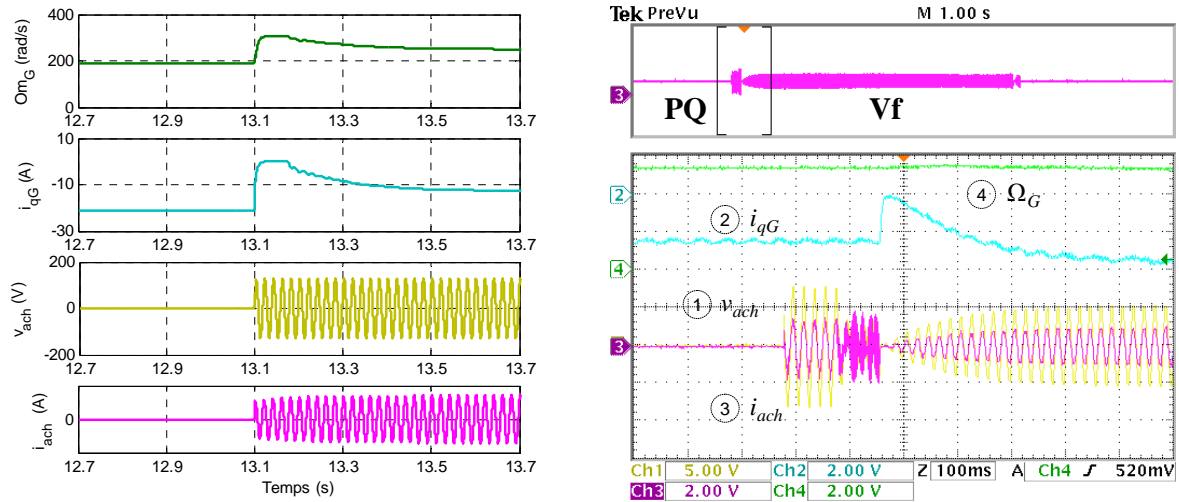 Om_G (rad/s)
400
200
0
12.7 12.9 13.1 13.3 13.5 13.7
i_qG (A)
10
-10
-30
12.7 12.9 13.1 13.3 13.5 13.7
v_ach (V)
200
0
-200
12.7 12.9 13.1 13.3 13.5 13.7
i_ach (A)
0
12.7 12.9 13.1 13.3 13.5 13.7
Temps (s)
Tek PreVu M 1.00 s
3
PQ Vf
2
4 Ω_G
2 i_qG
4
1 v_ach
3
3 i_ach
Ch1 5.00 V Ch2 2.00 V Z 100ms A Ch4 520mV
Ch3 2.00 V Ch4 2.00 V